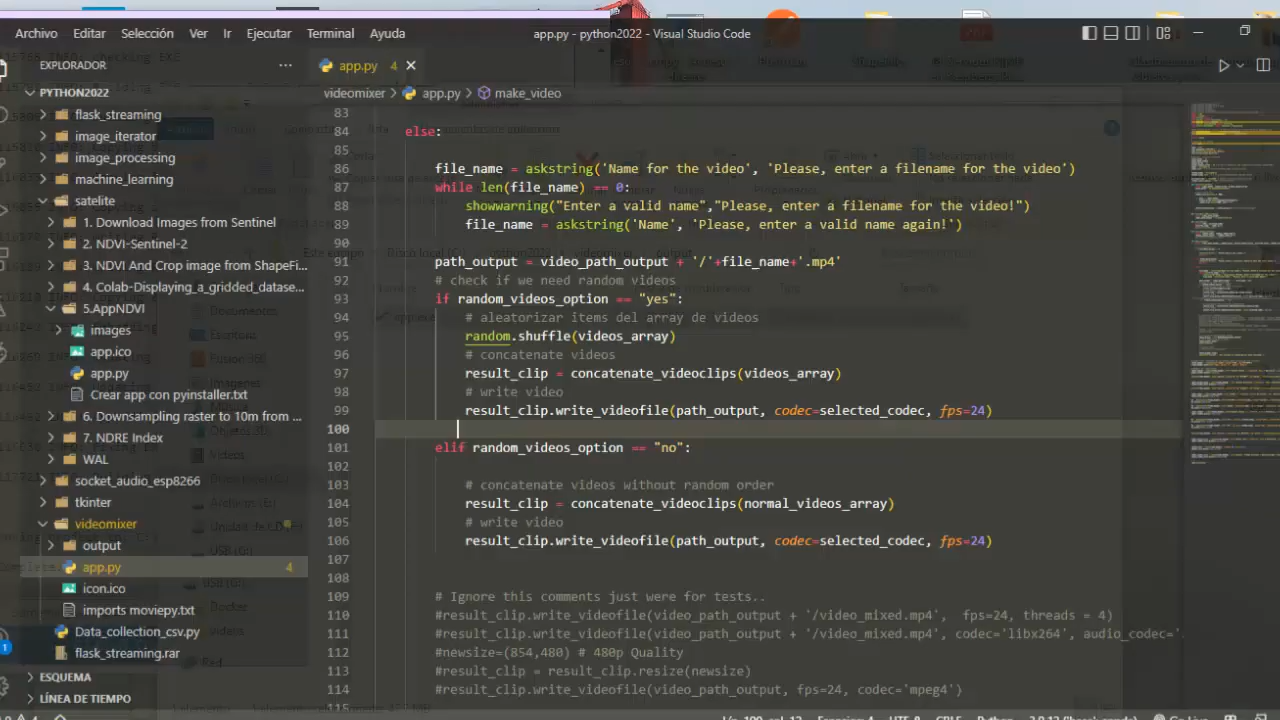 Archivo Editar Selección Ver Ir Ejecutar Terminal Ayuda app.py - python2022 - Visual Studio Code
EXPLORADOR ···
app.py 4
PYTHON2022
videomixer > app.py > make_video
flask_streaming
image_iterator
image_processing
machine_learning
satelite
1. Download Images from Sentinel
2. NDVI-Sentinel-2
3. NDVI And Crop image from ShapeFi...
4. Colab-Displaying_a_gridded_datase...
5.AppNDVI
images
app.ico
app.py
Crear app con pyinstaller.txt
6. Downsampling raster to 10m from ...
7. NDRE Index
WAL
socket_audio_esp8266
tkinter
videomixer
output
app.py 4
icon.ico
imports moviepy.txt
Data_collection_csv.py
flask_streaming.rar
ESQUEMA
LÍNEA DE TIEMPO
83
84 else:
85
86 file_name = askstring('Name for the video', 'Please, enter a filename for the video')
87 while len(file_name) == 0:
88 showwarning("Enter a valid name","Please, enter a filename for the video!")
89 file_name = askstring('Name', 'Please, enter a valid name again!')
90
91 path_output = video_path_output + '/'+file_name+'.mp4'
92 # check if we need random videos
93 if random_videos_option == "yes":
94 # aleatorizar items del array de videos
95 random.shuffle(videos_array)
96 # concatenate videos
97 result_clip = concatenate_videoclips(videos_array)
98 # write video
99 result_clip.write_videofile(path_output, codec=selected_codec, fps=24)
100
101 elif random_videos_option == "no":
102
103 # concatenate videos without random order
104 result_clip = concatenate_videoclips(normal_videos_array)
105 # write video
106 result_clip.write_videofile(path_output, codec=selected_codec, fps=24)
107
108
109 # Ignore this comments just were for tests..
110 #result_clip.write_videofile(video_path_output + '/video_mixed.mp4', fps=24, threads = 4)
111 #result_clip.write_videofile(video_path_output + '/video_mixed.mp4', codec='libx264', audio_codec='
112 #newsize=(854,480) # 480p Quality
113 #result_clip = result_clip.resize(newsize)
114 #result_clip.write_videofile(video_path_output, fps=24, codec='mpeg4')
115